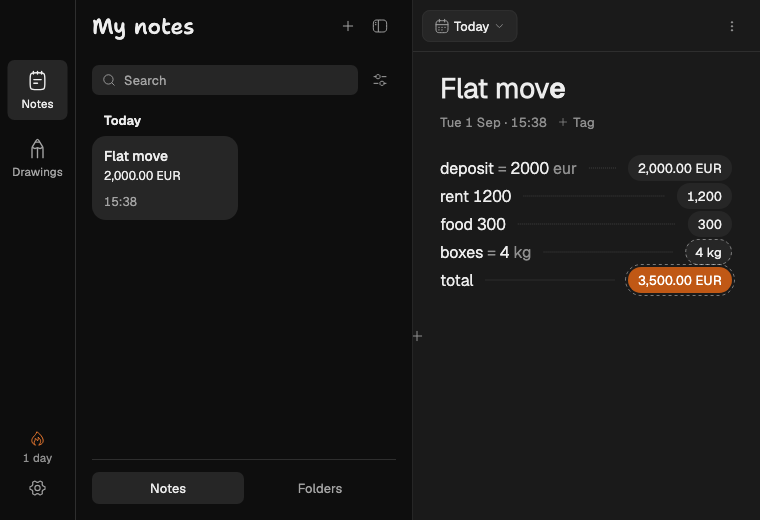 My notes
Search
Today
Flat move
2,000.00 EUR
15:38
Notes
Drawings
1 day
Notes
Folders
Today
Flat move
Tue 1 Sep · 15:38 + Tag
deposit = 2000 eur 2,000.00 EUR
rent 1200 1,200
food 300 300
boxes = 4 kg 4 kg
total 3,500.00 EUR